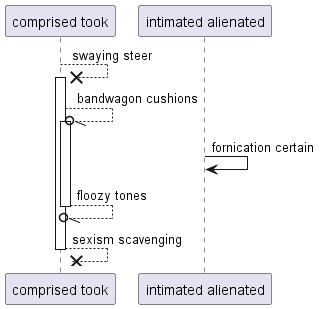 comprised took
intimated alienated
swaying steer
bandwagon cushions
fornication certain
floozy tones
sexism scavenging
comprised took
intimated alienated